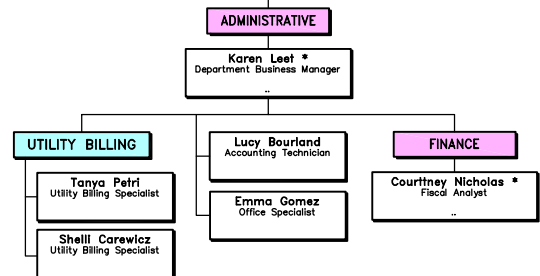 ADMINISTRATIVE
Karen Leet *
Department Business Manager
..
UTILITY BILLING
Tanya Petri
Utility Billing Specialist
Shelli Carewicz
Utility Billing Specialist
Lucy Bourland
Accounting Technician
Emma Gomez
Office Specialist
FINANCE
Courttney Nicholas *
Fiscal Analyst
..